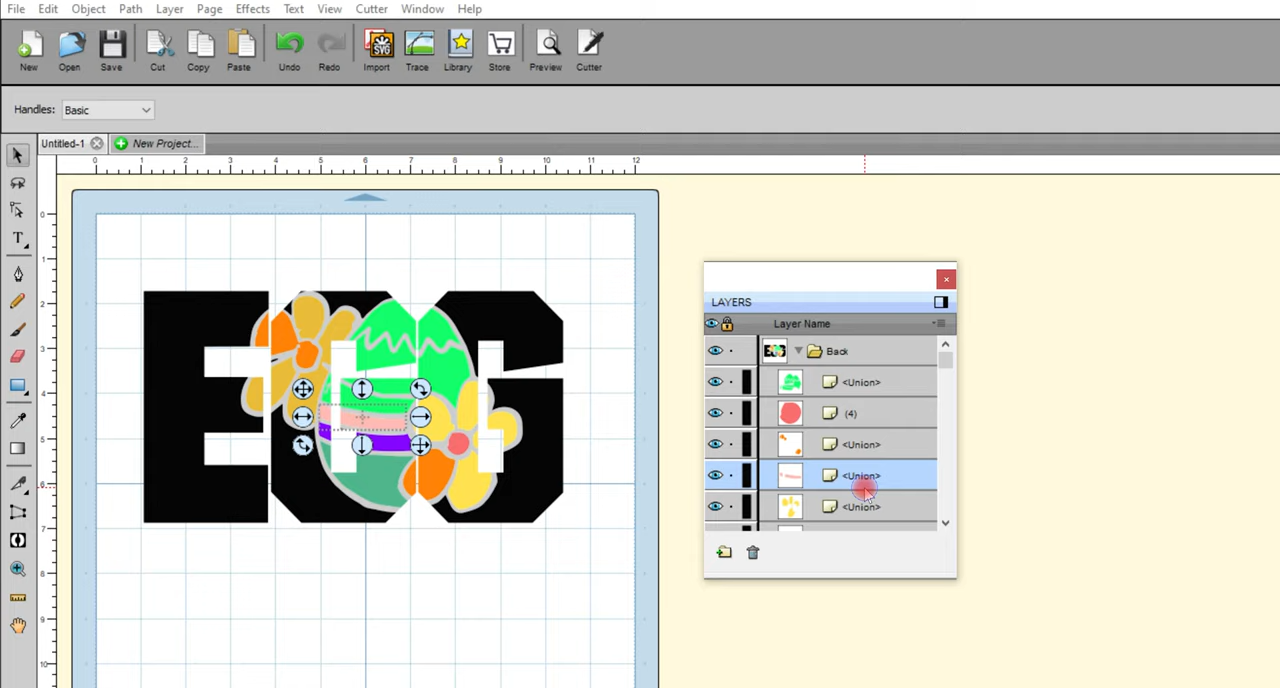 File Edit Object Path Layer Page Effects Text View Cutter Window Help
New Open Save Cut Copy Paste Undo Redo Import Trace Library Store Preview Cutter
SVG
Handles: Basic
Untitled-1 New Project...
0 1 2 3 4 5 6 7 8 9 10 11 12
0
1
2
3
4
5
6
7
8
9
10
T
EGG
LAYERS
Layer Name
EGG Back
<Union>
(4)
<Union>
<Union>
<Union>